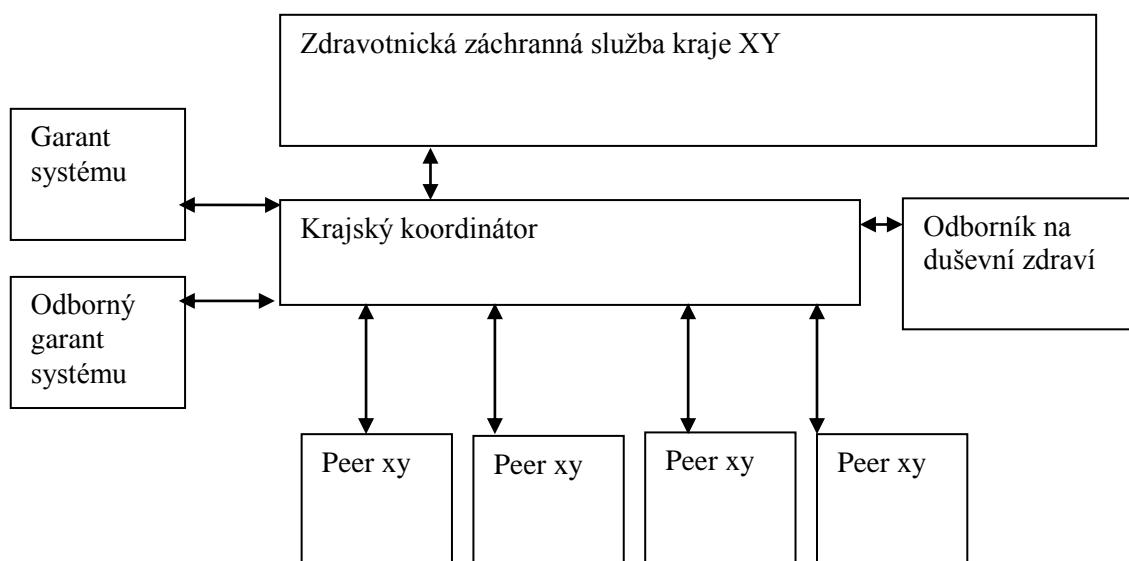 Zdravotnická záchranná služba kraje XY
Garant
systému
Krajský koordinátor
Odborník na
duševní zdraví
Odborný
garant
systému
Peer xy
Peer xy
Peer xy
Peer xy